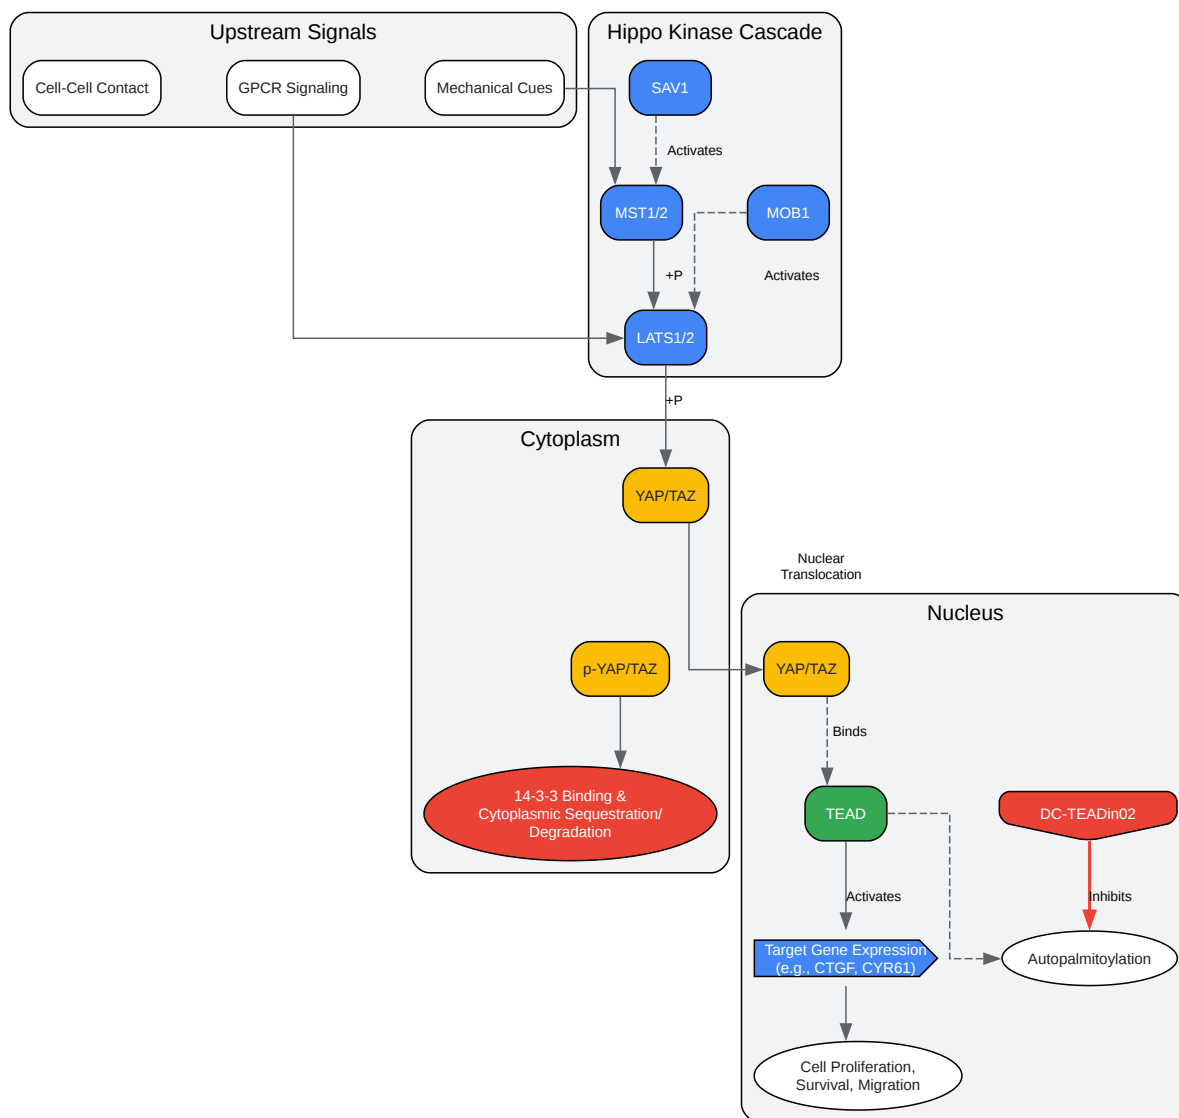 Upstream Signals
Hippo Kinase Cascade
Cell-Cell Contact
GPCR Signaling
Mechanical Cues
SAV1
Activates
MST1/2
MOB1
+P
Activates
LATS1/2
+P
Cytoplasm
YAP/TAZ
Nuclear
Translocation
Nucleus
p-YAP/TAZ
YAP/TAZ
Binds
14-3-3 Binding &
Cytoplasmic Sequestration/
Degradation
TEAD
DC-TEADin02
Activates
Inhibits
Target Gene Expression
(e.g., CTGF, CYR61)
Autopalmitoylation
Cell Proliferation,
Survival, Migration